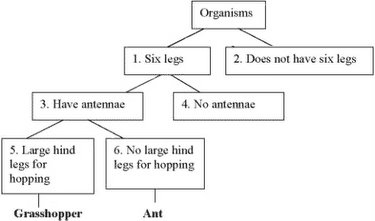 Organisms
1. Six legs
2. Does not have six legs
3. Have antennae
4. No antennae
5. Large hind
legs for
hopping
6. No large hind
legs for hopping
Grasshopper
Ant